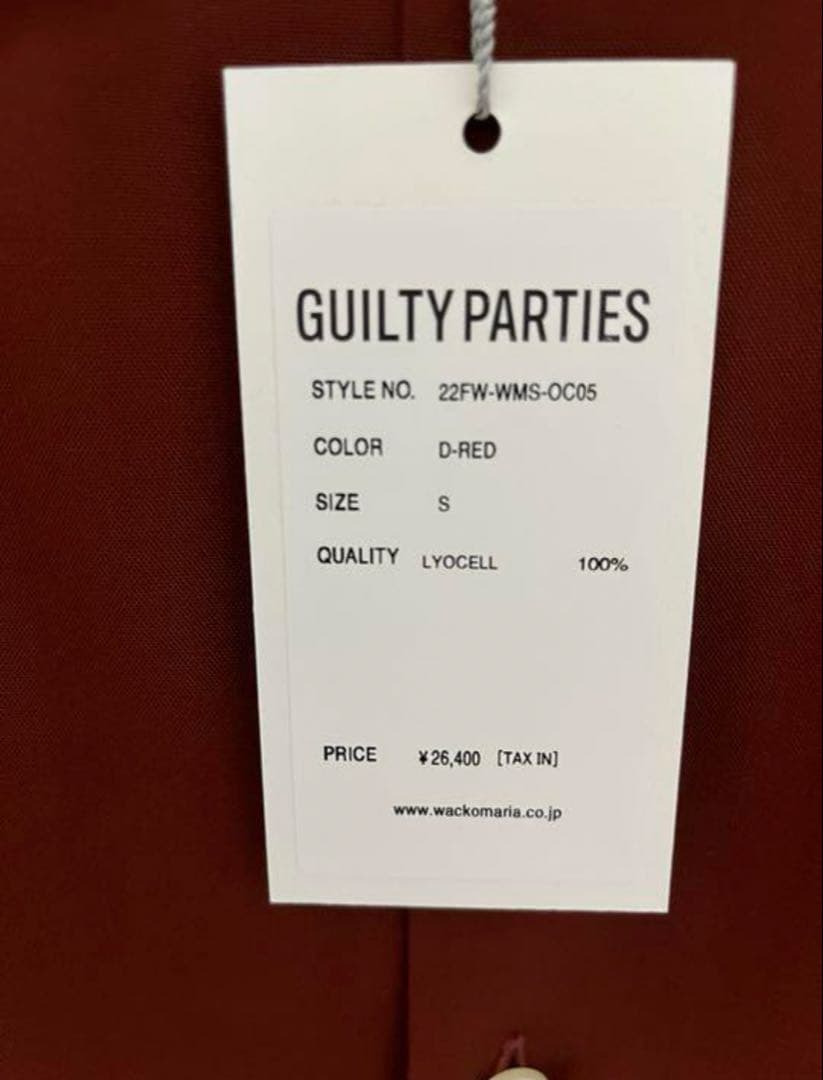 GUILTY PARTIES
STYLE NO. 22FW-WMS-OC05
COLOR D-RED
SIZE S
QUALITY LYOCELL 100%
PRICE ¥26,400 [TAX IN]
www.wackomaria.co.jp